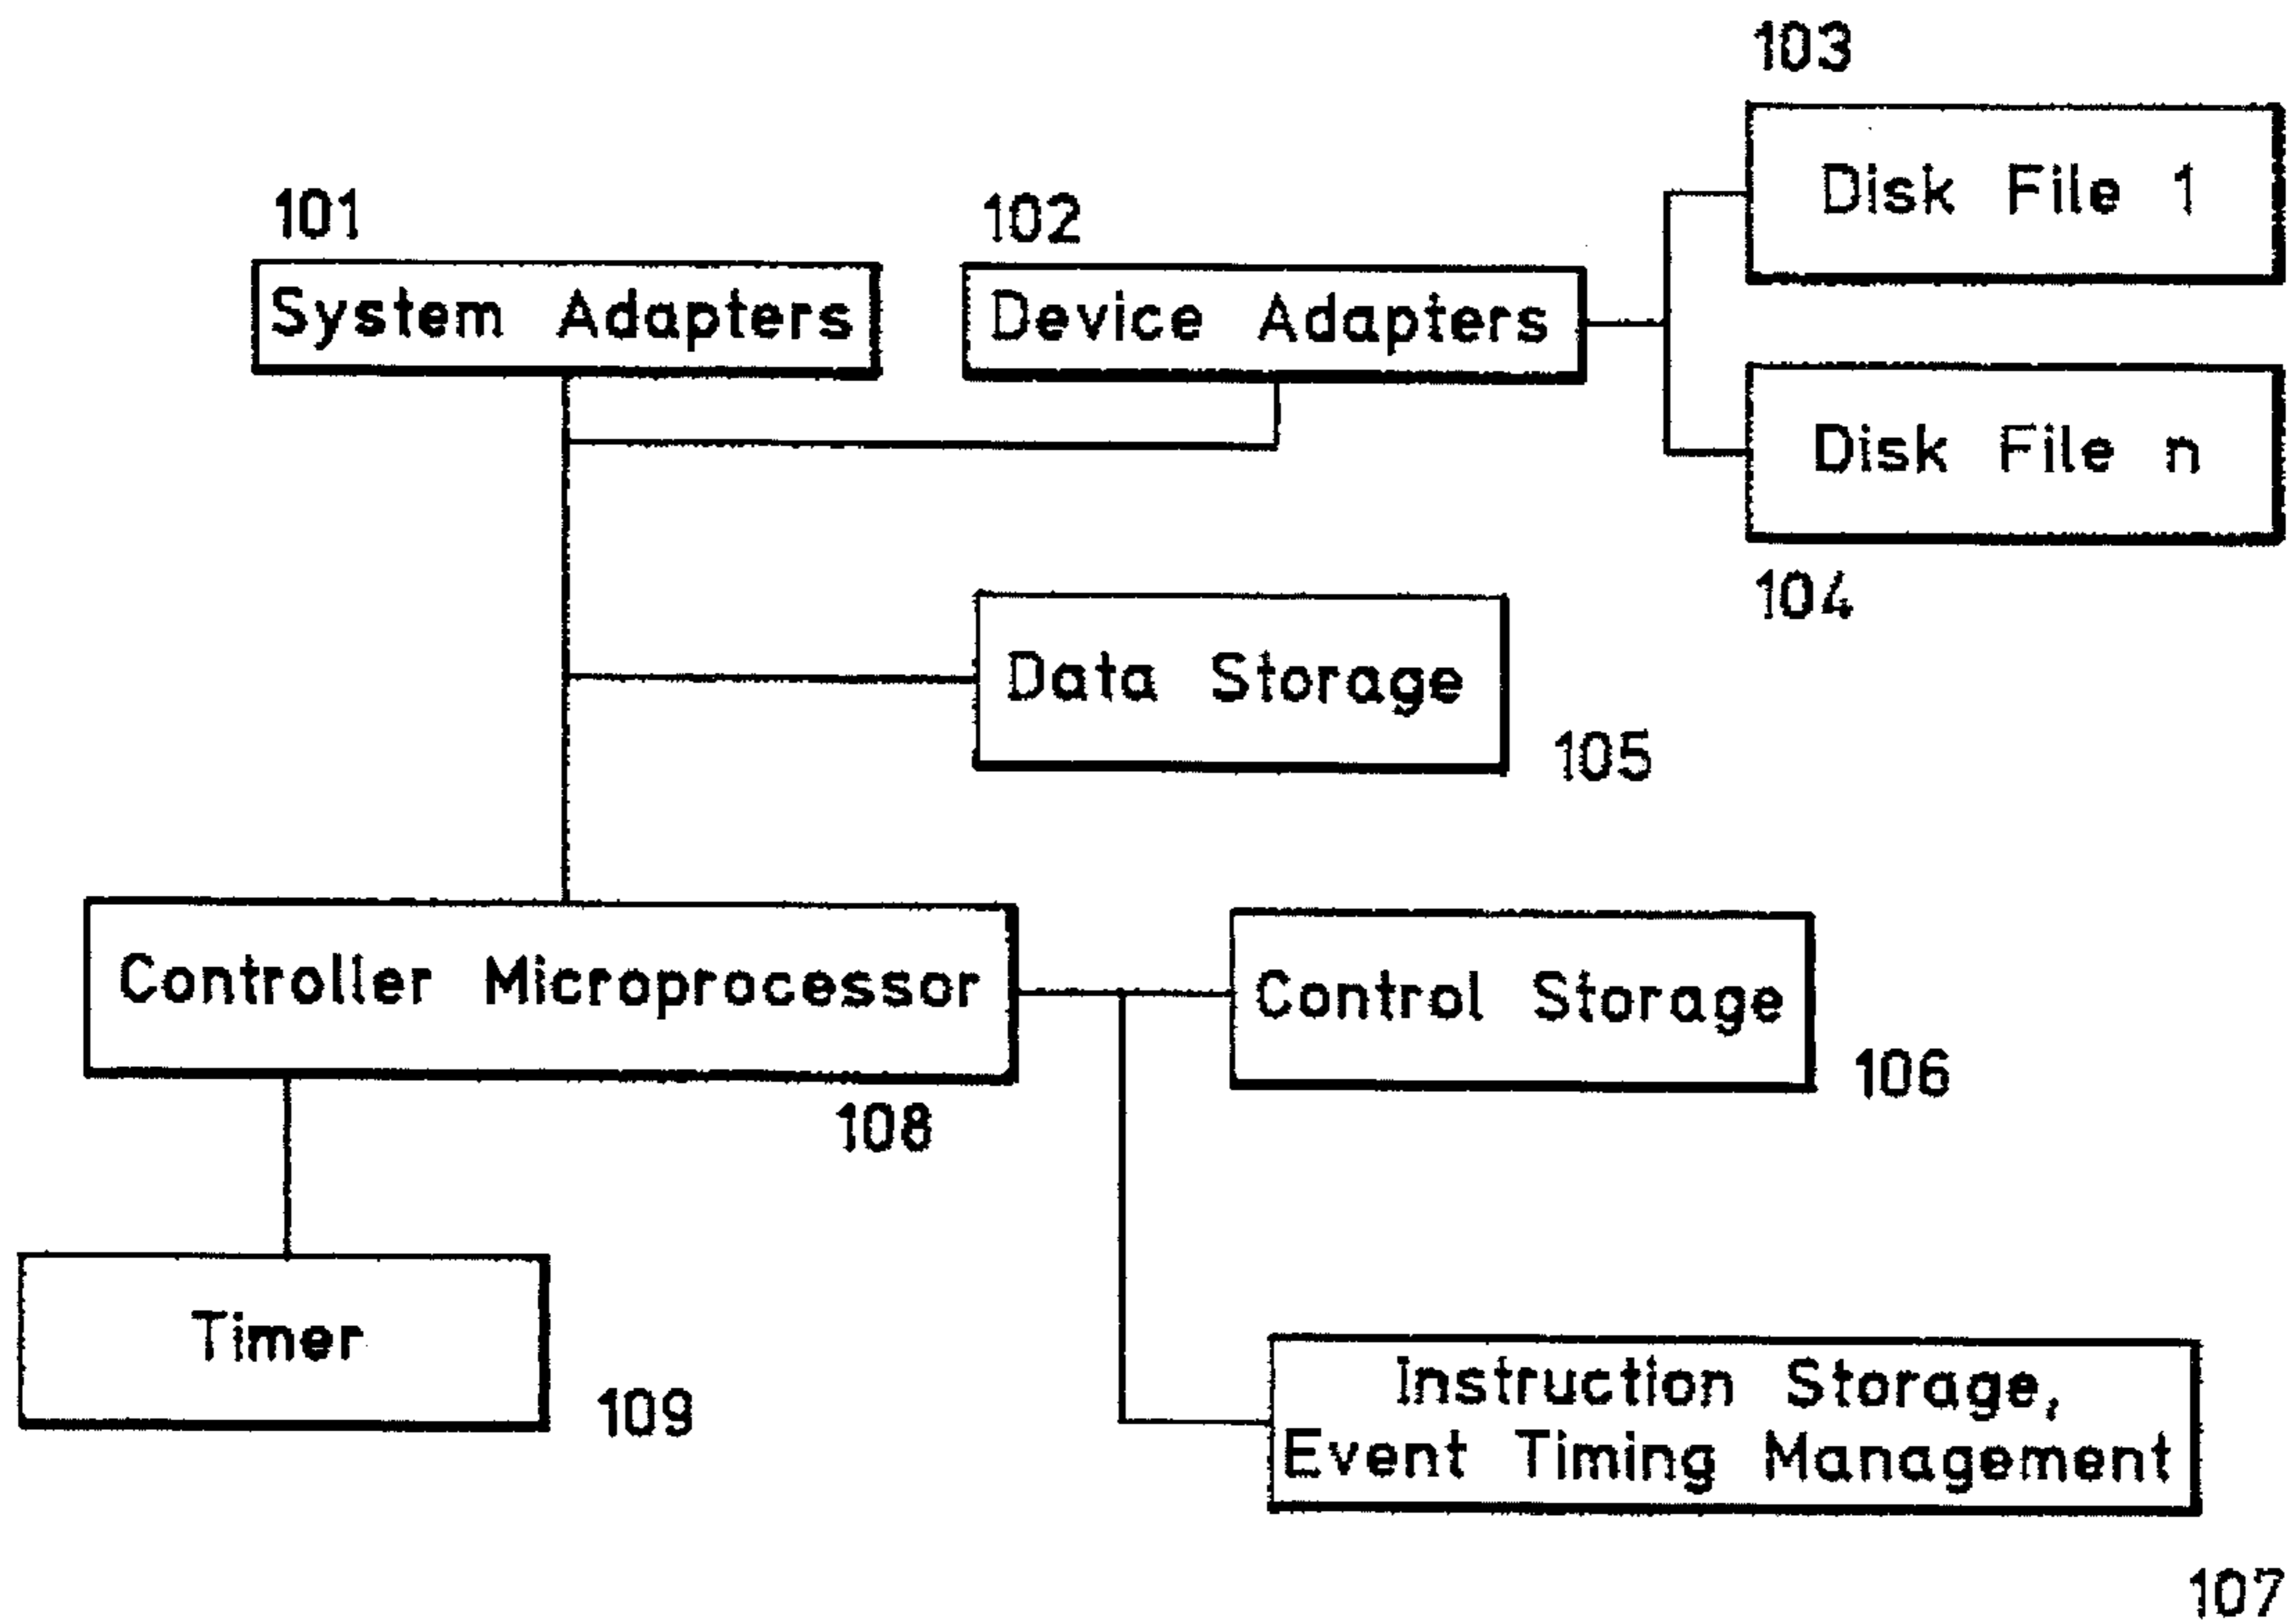 103
Disk File 1
101
System Adapters
102
Device Adapters
Disk File n
104
Data Storage
105
Controller Microprocessor
108
Control Storage
106
Timer
109
Instruction Storage,
Event Timing Management
107